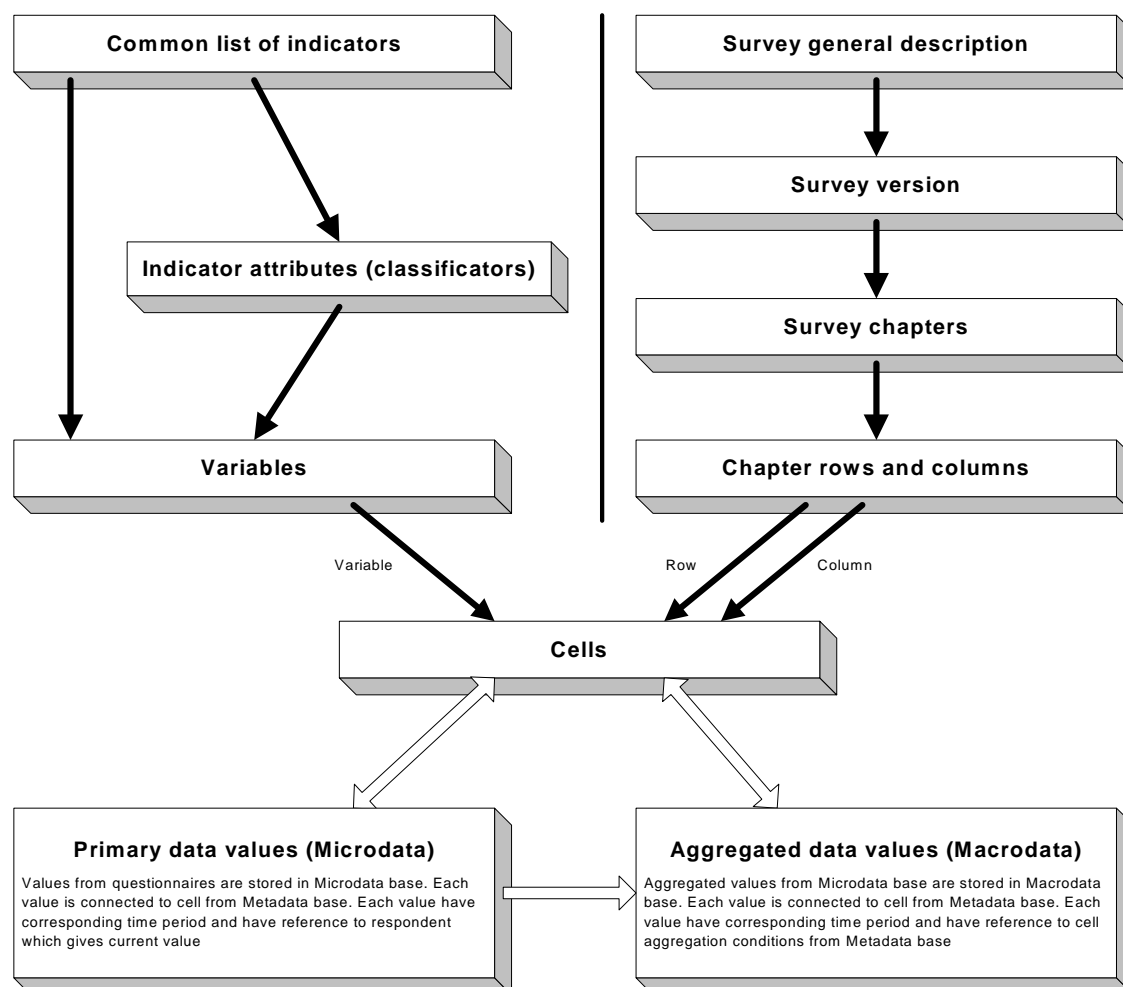 Common list of indicators
Survey general description
Survey version
Indicator attributes (classificators)
Survey chapters
Variables
Chapter rows and columns
Variable
Row
Column
Cells
Primary data values (Microdata)
Values from questionnaires are stored in Microdata base. Each
value is connected to cell from Metadata base. Each value have
corresponding time period and have reference to respondent
which gives current value
Aggregated data values (Macrodata)
Aggregated values from Microdata base are stored in Macrodata
base. Each value is connected to cell from Metadata base. Each
value have corresponding time period and have reference to cell
aggregation conditions from Metadata base